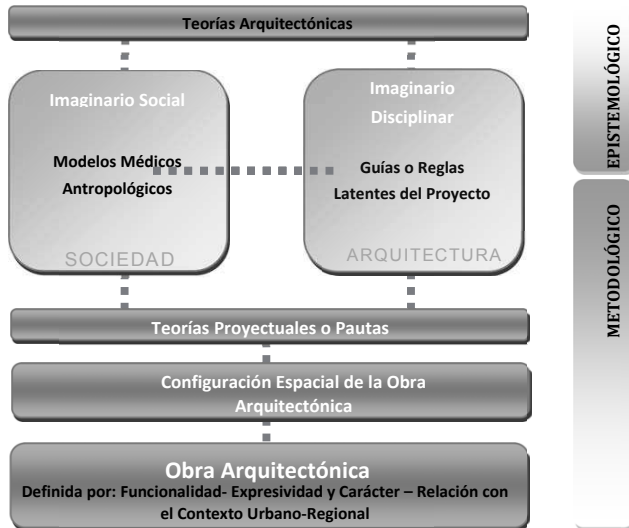 Teorías Arquitectónicas
Imaginario Social
Modelos Médicos
Antropológicos
SOCIEDAD
Imaginario
Disciplinar
Guías o Reglas
Latentes del Proyecto
ARQUITECTURA
Teorías Proyectuales o Pautas
Configuración Espacial de la Obra
Arquitectónica
Obra Arquitectónica
Definida por: Funcionalidad- Expresividad y Carácter – Relación con
el Contexto Urbano-Regional
EPISTEMOLÓGICO
METODOLÓGICO